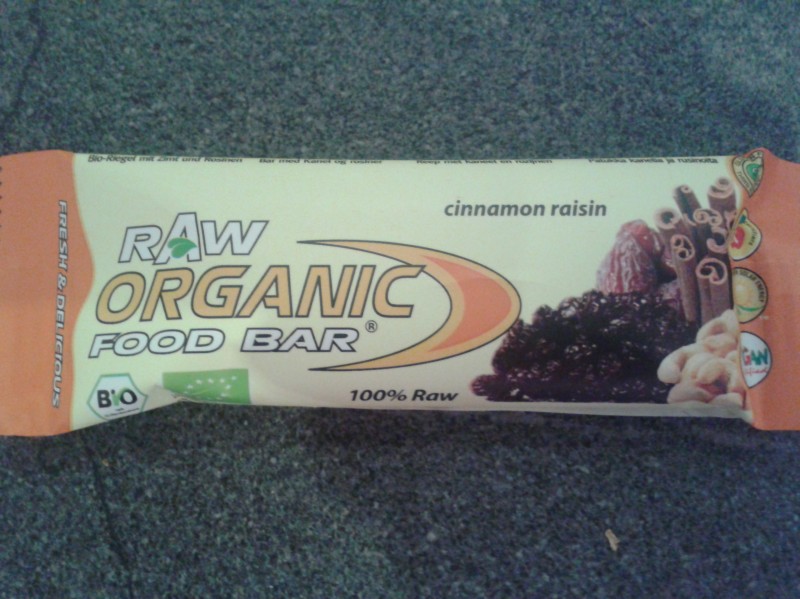 Bio-Riegel mit Zimt und Rosinen Bar med kanel og rosiner Reep met kaneel en rozijnen Patukka kanelia ja rusinoita
cinnamon raisin
RAW
ORGANIC
FOOD BAR®
100% Raw
FRESH & DELICIOUS
BIO